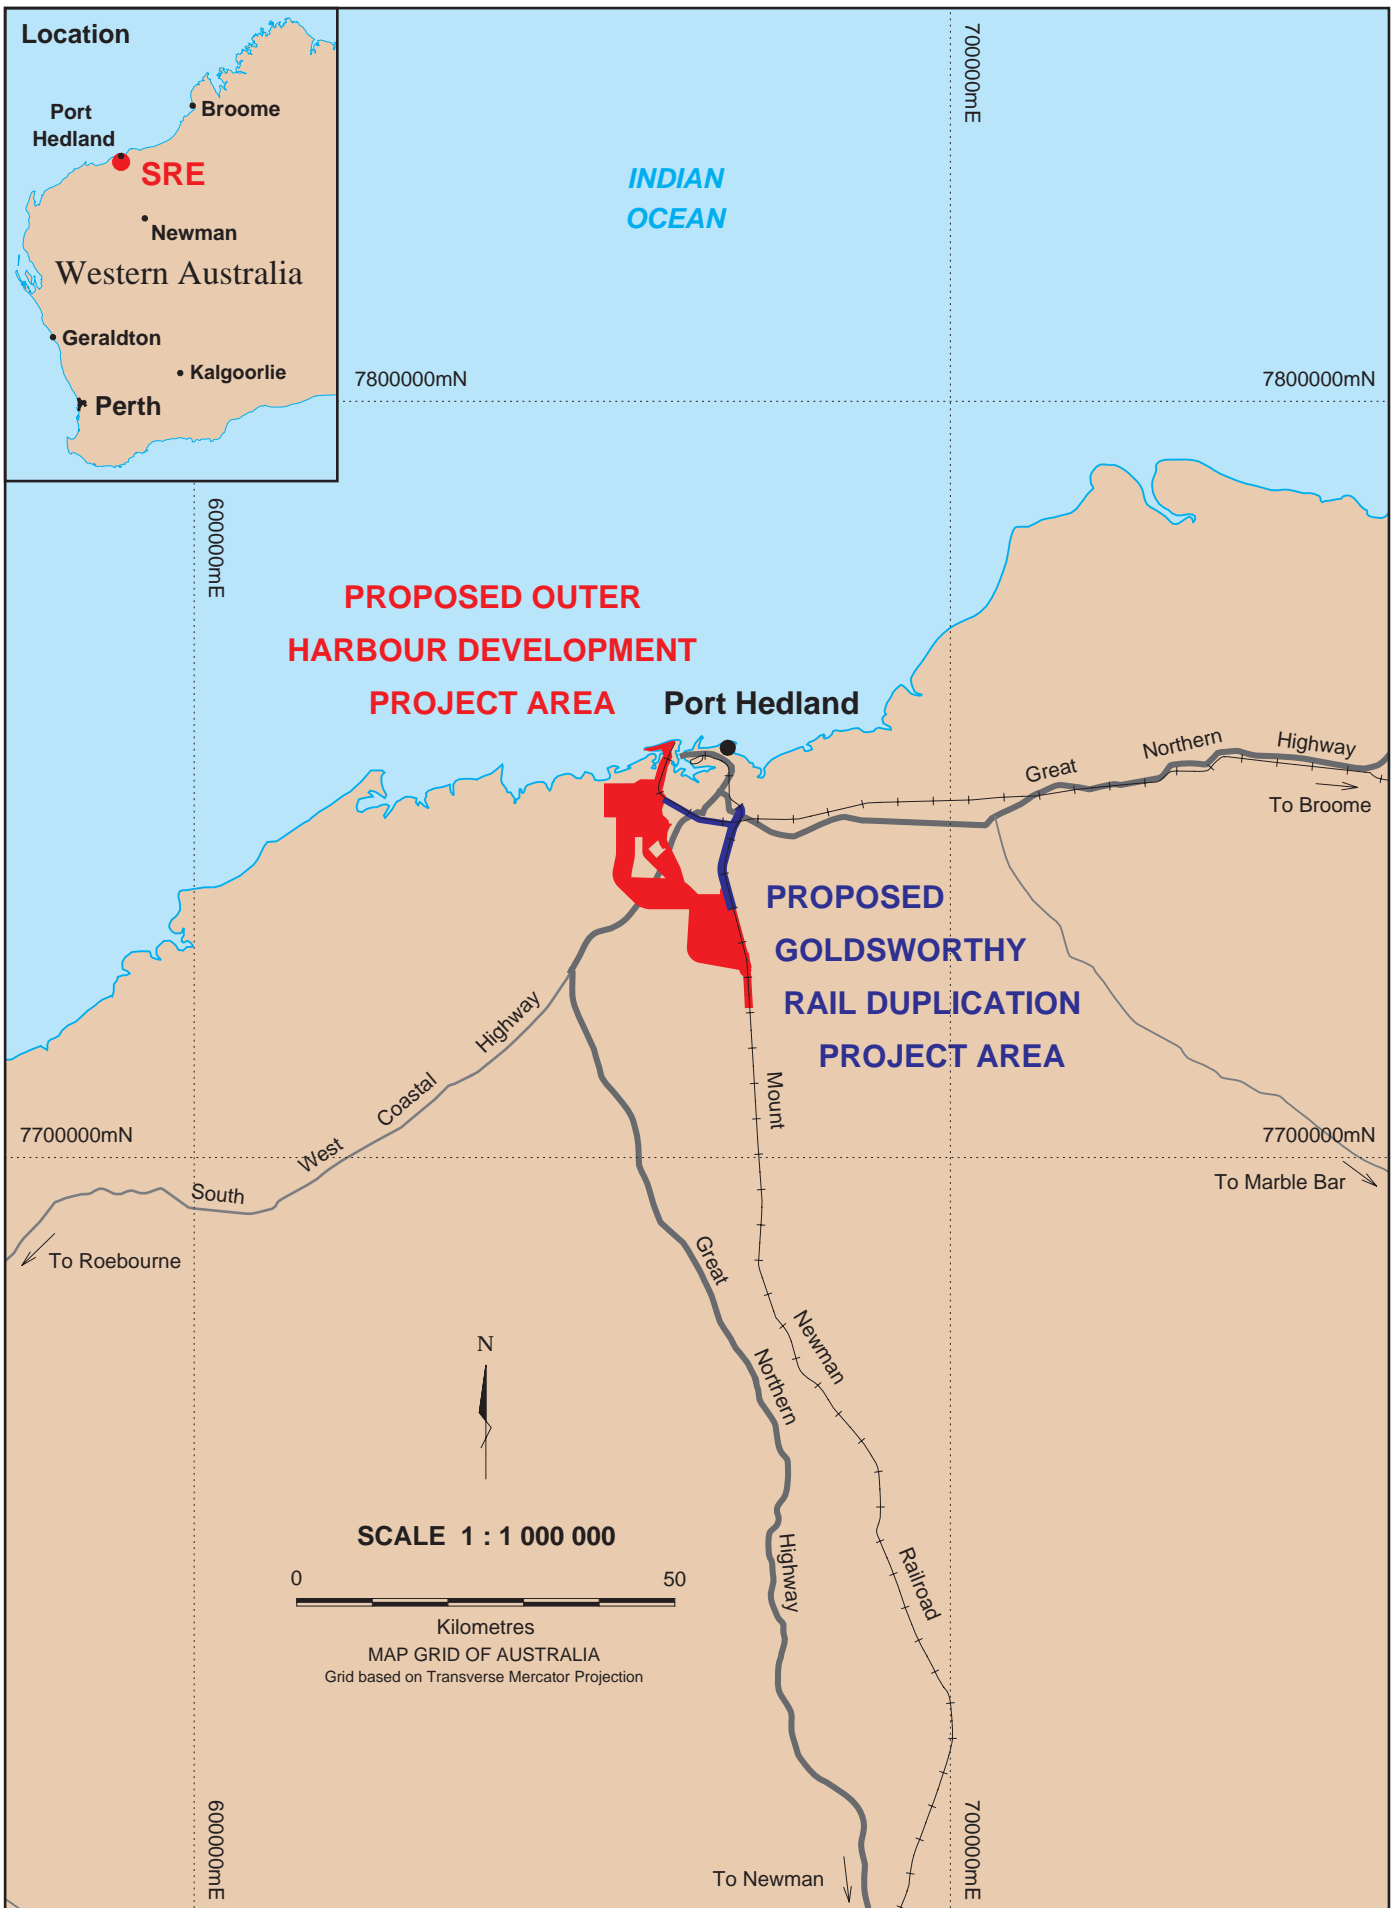 Location
Broome
Port
Hedland
SRE
Newman
Western Australia
Geraldton
Kalgoorlie
Perth
700000mE
INDIAN
OCEAN
7800000mN
7800000mN
600000mE
PROPOSED OUTER
HARBOUR DEVELOPMENT
PROJECT AREA
Port Hedland
Great Northern Highway
To Broome
PROPOSED
GOLDSWORTHY
RAIL DUPLICATION
PROJECT AREA
South West Coastal Highway
7700000mN
7700000mN
To Marble Bar
To Roebourne
Mount Newman Railroad
Great Northern Highway
N
SCALE 1 : 1 000 000
0 50
Kilometres
MAP GRID OF AUSTRALIA
Grid based on Transverse Mercator Projection
600000mE
700000mE
To Newman